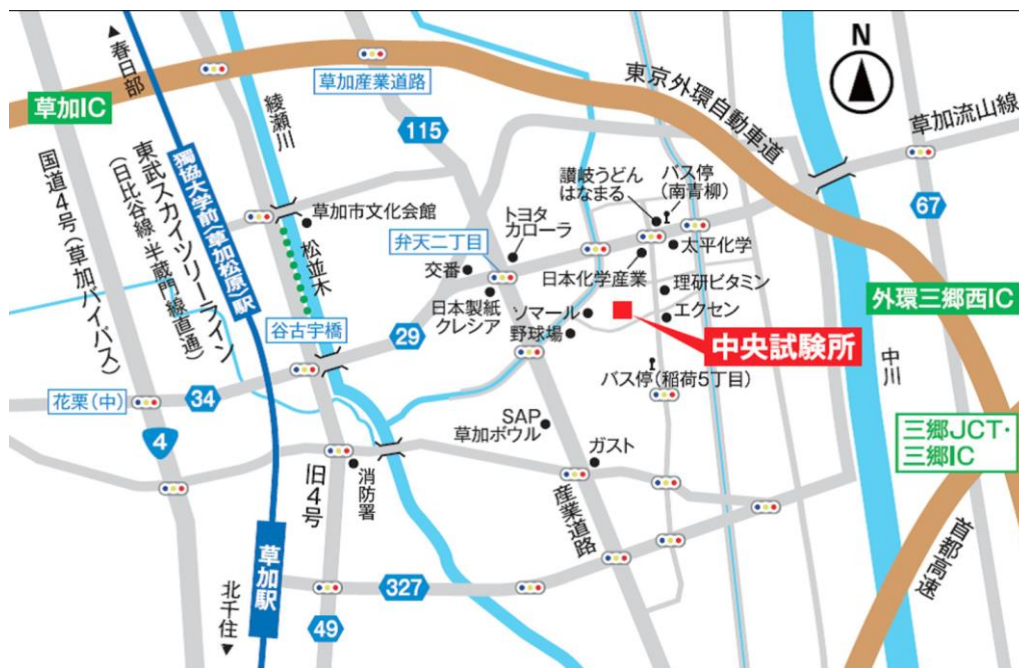 ▲春日部
草加IC
国道4号(草加バイパス)
東武スカイツリーライン
(日比谷線・半蔵門線直通)
獨協大学前(草加松原)駅
綾瀬川
草加産業道路
115
東京外環自動車道
N
草加流山線
67
草加市文化会館
松並木
谷古宇橋
弁天二丁目
トヨタ
カローラ
交番
日本製紙
クレシア
29
讃岐うどん
はなまる
バス停
(南青柳)
太平化学
日本化学産業
理研ビタミン
エクセン
ソマール
野球場
中央試験所
バス停(稲荷5丁目)
外環三郷西IC
中川
三郷JCT・
三郷IC
首都高速
花栗(中)
34
4
SAP
草加ボウル
ガスト
産業道路
消防署
旧4号
327
49
草加駅
北千住▼